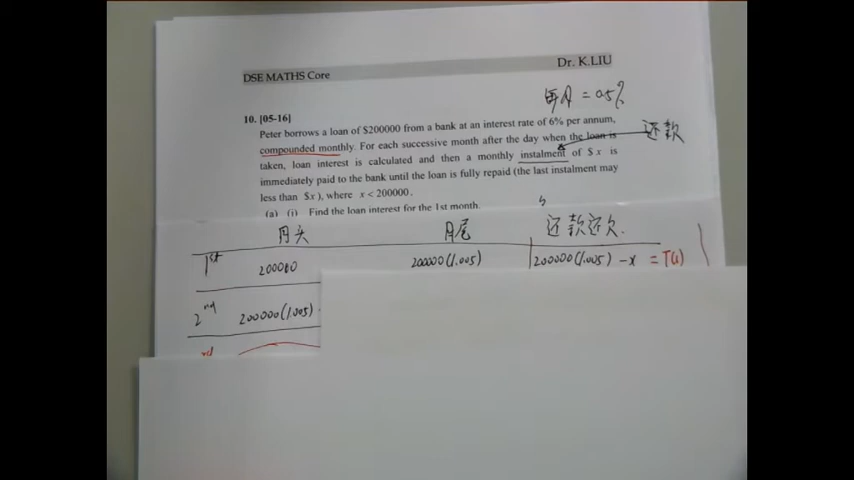 DSE MATHS Core
Dr. K.LIU
每月 = 0.5%
10. [05-16]
Peter borrows a loan of $200000 from a bank at an interest rate of 6% per annum,
compounded monthly. For each successive month after the day when the loan is
还款
taken, loan interest is calculated and then a monthly instalment of $x is
immediately paid to the bank until the loan is fully repaid (the last instalment may
less than $x), where x < 200000.
(a) (i) Find the loan interest for the 1st month.
月头 月尾 还款还欠.
1st 200000 200000(1.005) 200000(1.005) - x = T(1)
2nd 200000(1.005)
rd